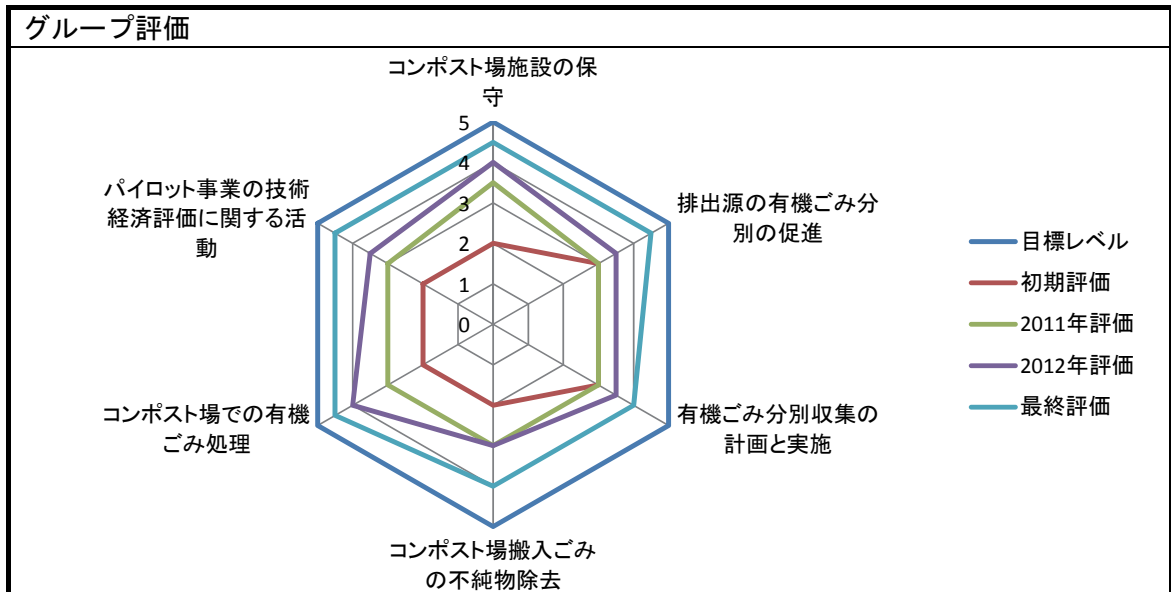 グループ評価
コンポスト場施設の保
守
排出源の有機ごみ分
別の促進
有機ごみ分別収集の
計画と実施
コンポスト場搬入ごみ
の不純物除去
コンポスト場での有機
ごみ処理
パイロット事業の技術
経済評価に関する活
動
5
4
3
2
1
0
目標レベル
初期評価
2011年評価
2012年評価
最終評価